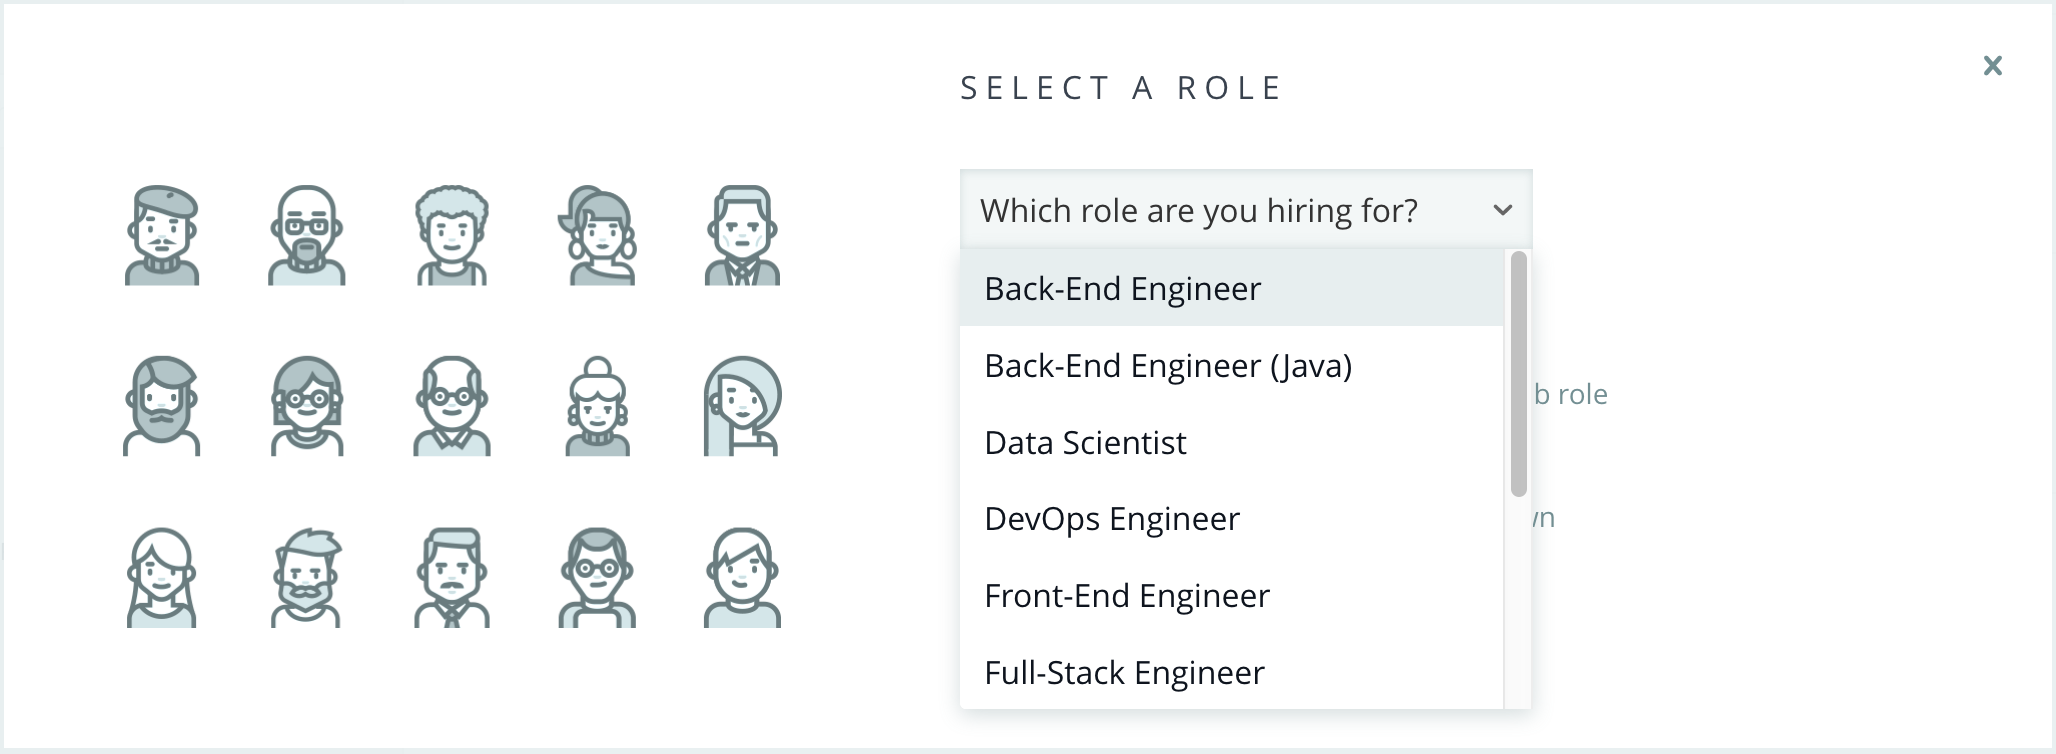 SELECT A ROLE
Which role are you hiring for?
Back-End Engineer
Back-End Engineer (Java)
role
Data Scientist
DevOps Engineer
Front-End Engineer
Full-Stack Engineer